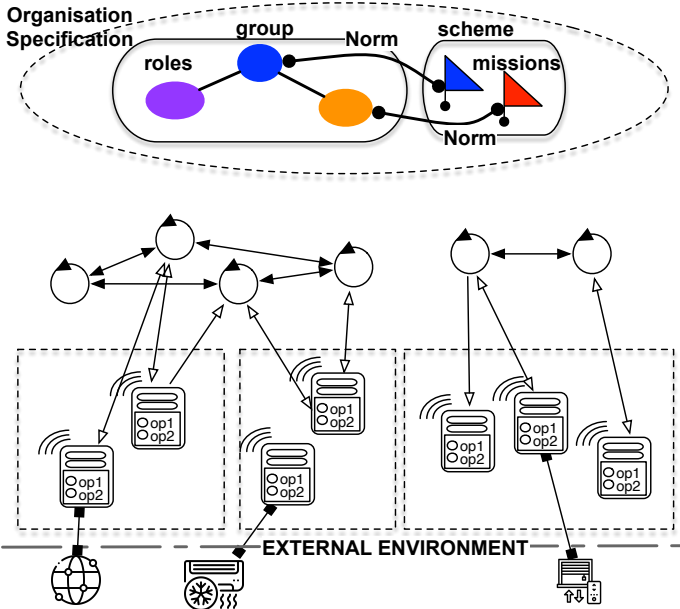 Organisation
Specification
group
Norm
scheme
roles
missions
Norm
op1
op2
op1
op2
op1
op2
op1
op2
op1
op2
op1
op2
op1
op2
EXTERNAL ENVIRONMENT